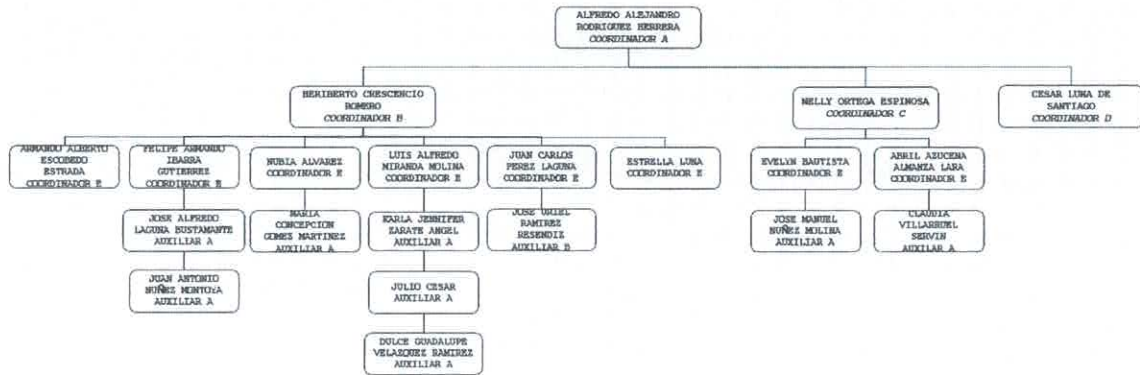 ALFREDO ALEJANDRO
RODRIGUEZ HERRERA
COORDINADOR A
HERIBERTO CRESCENCIO
ROMERO
COORDINADOR B
NELLY ORTEGA ESPINOSA
COORDINADOR C
CESAR LUNA DE
SANTIAGO
COORDINADOR D
ARMANDO ALBERTO
ESCOBEDO
ESTRADA
COORDINADOR E
FELIPE ARMANDO
IBARRA
GUTIERREZ
COORDINADOR E
NUBIA ALVAREZ
COORDINADOR E
LUIS ALFREDO
MIRANDA MOLINA
COORDINADOR E
JUAN CARLOS
PEREZ LAGUNA
COORDINADOR E
ESTRELLA LUNA
COORDINADOR E
EVELYN BAUTISTA
COORDINADOR E
ABRIL AZUCENA
ALMANZA LARA
COORDINADOR E
JOSE ALFREDO
LAGUNA BUSTAMANTE
AUXILIAR A
MARIA
CONCEPCION
GOMEZ MARTINEZ
AUXILIAR A
KARLA JENNIFER
ZARATE ANGEL
AUXILIAR A
JOSE URIEL
RAMIREZ
RESENDIZ
AUXILIAR D
JOSE MANUEL
NUÑEZ MOLINA
AUXILIAR A
CLAUDIA
VILLARRUEL
SERVIN
AUXILAR A
JUAN ANTONIO
NUÑEZ MONTOYA
AUXILIAR A
JULIO CESAR
AUXILIAR A
DULCE GUADALUPE
VELAZQUEZ RAMIREZ
AUXILIAR A